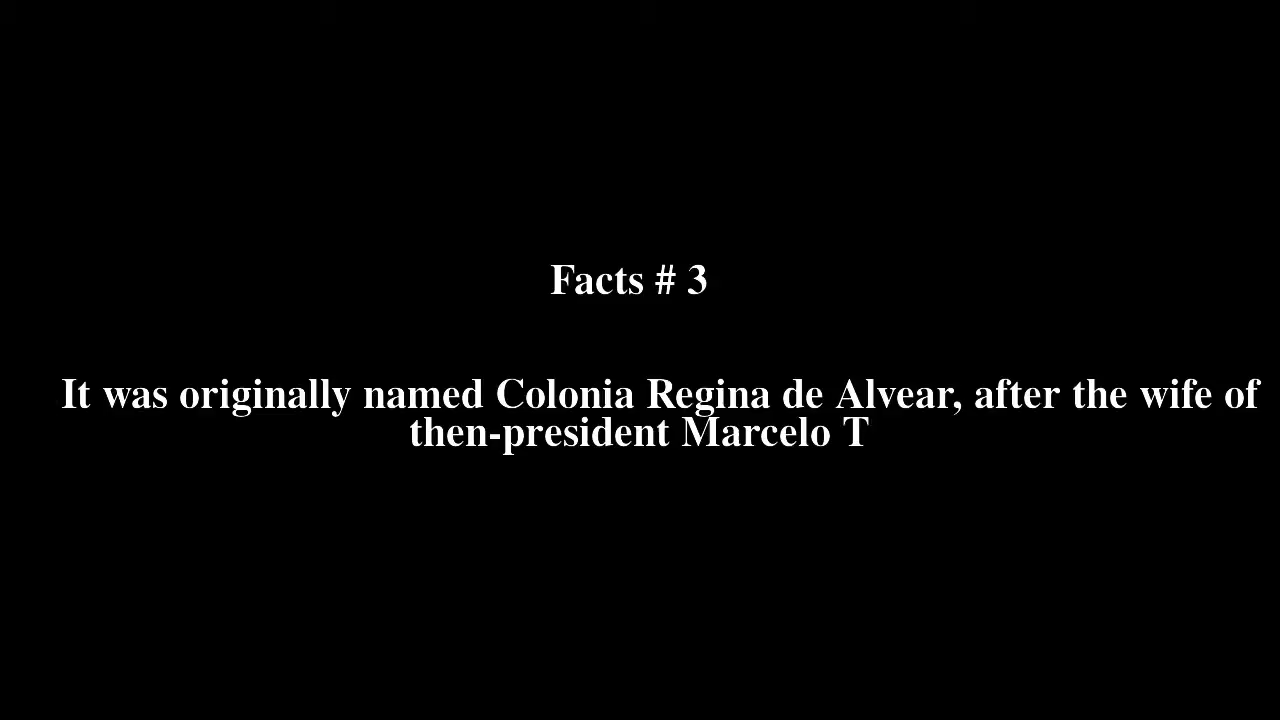 Facts # 3
It was originally named Colonia Regina de Alvear, after the wife of
then-president Marcelo T